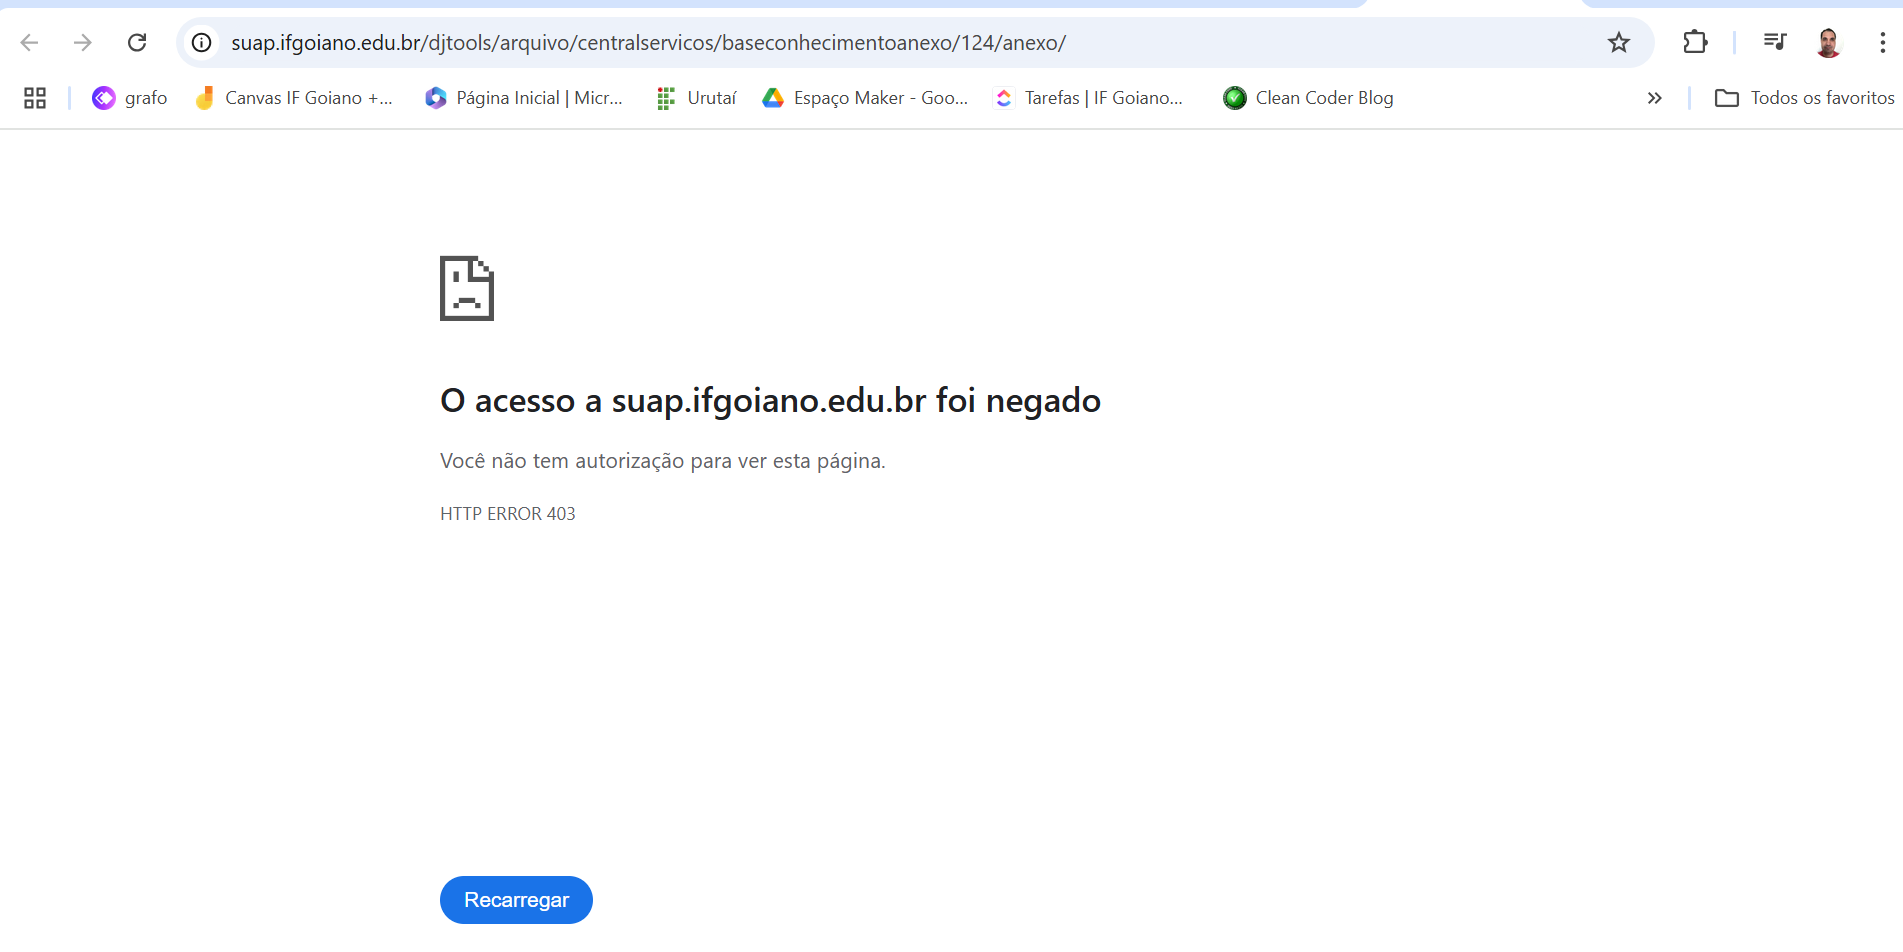 suap.ifgoiano.edu.br/djtools/arquivo/centralservicos/baseconhecimentoanexo/124/anexo/
grafo Canvas IF Goiano +... Página Inicial | Micr... Urutaí Espaço Maker - Goo... Tarefas | IF Goiano... Clean Coder Blog Todos os favoritos
O acesso a suap.ifgoiano.edu.br foi negado
Você não tem autorização para ver esta página.
HTTP ERROR 403
Recarregar